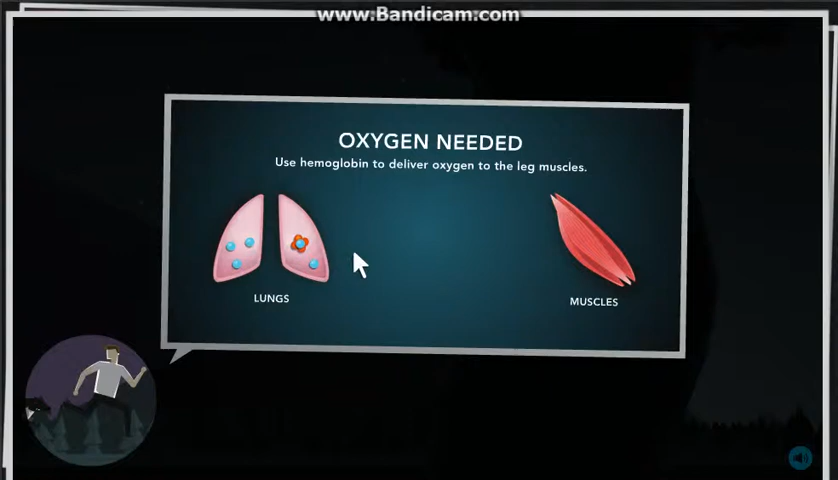 www.Bandicam.com
OXYGEN NEEDED
Use hemoglobin to deliver oxygen to the leg muscles.
LUNGS
MUSCLES